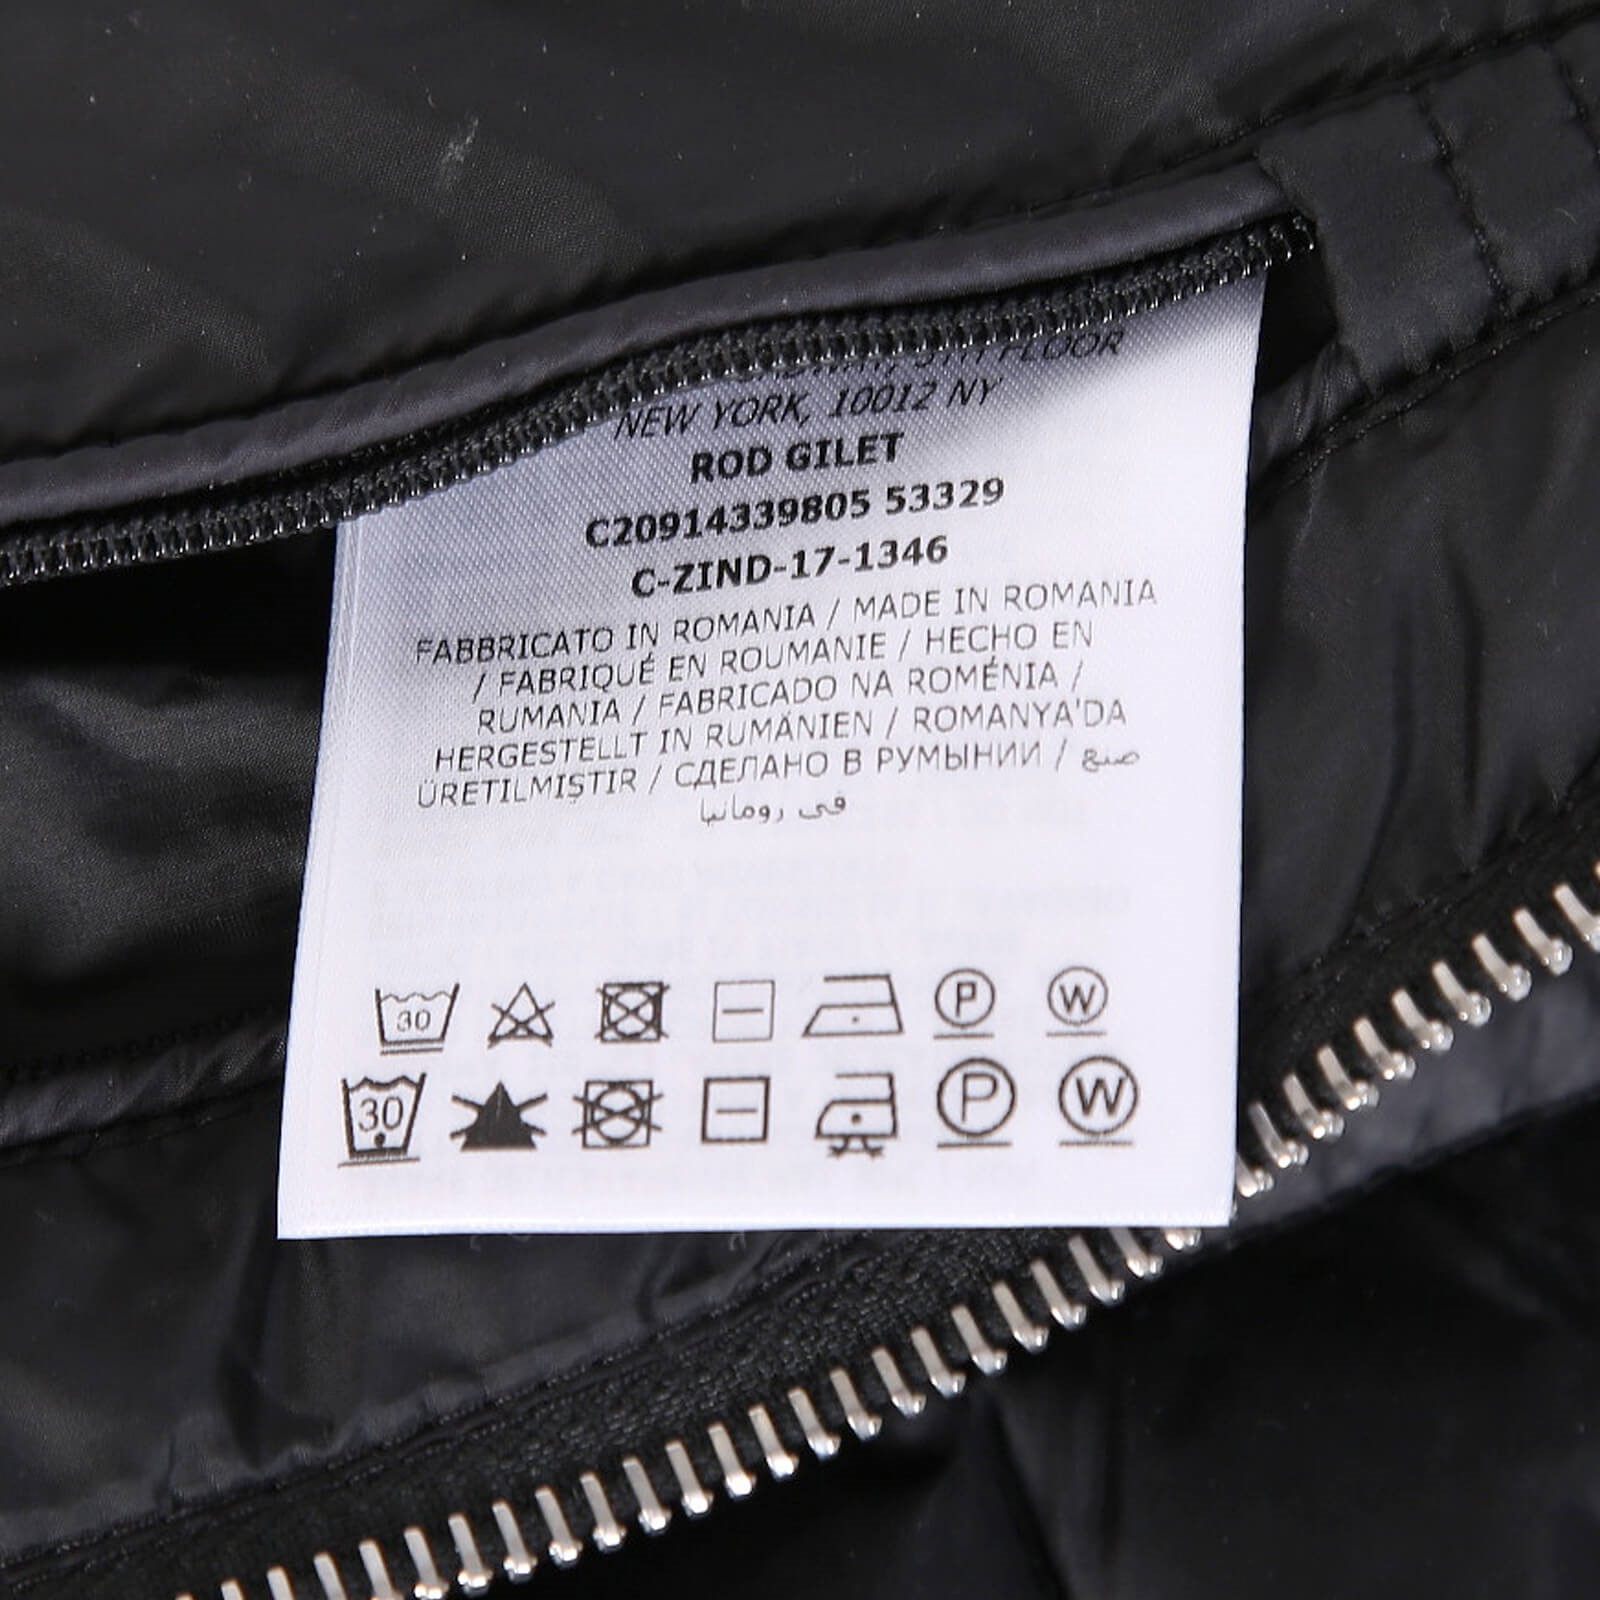 FLOOR
NEW YORK, 10012 NY
ROD GILET
C20914339805 53329
C-ZIND-17-1346
FABBRICATO IN ROMANIA / MADE IN ROMANIA
/ FABRIQUÉ EN ROUMANIE / HECHO EN
RUMANIA / FABRICADO NA ROMÉNIA /
HERGESTELLT IN RUMÄNIEN / ROMANYA'DA
ÜRETILMIŞTIR / СДЕЛАНО В РУМЫНИИ / صنع
في رومانيا
30 P W
30 P W